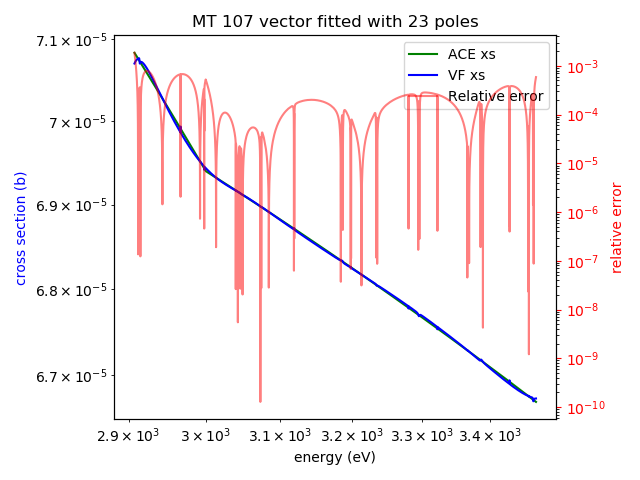 MT 107 vector fitted with 23 poles
ACE xs
VF xs
Relative error
cross section (b)
7.1 × 10⁻⁵
7 × 10⁻⁵
6.9 × 10⁻⁵
6.8 × 10⁻⁵
6.7 × 10⁻⁵
10⁻³
10⁻⁴
10⁻⁵
10⁻⁶
10⁻⁷
10⁻⁸
10⁻⁹
10⁻¹⁰
relative error
2.9 × 10³ 3 × 10³ 3.1 × 10³ 3.2 × 10³ 3.3 × 10³ 3.4 × 10³
energy (eV)